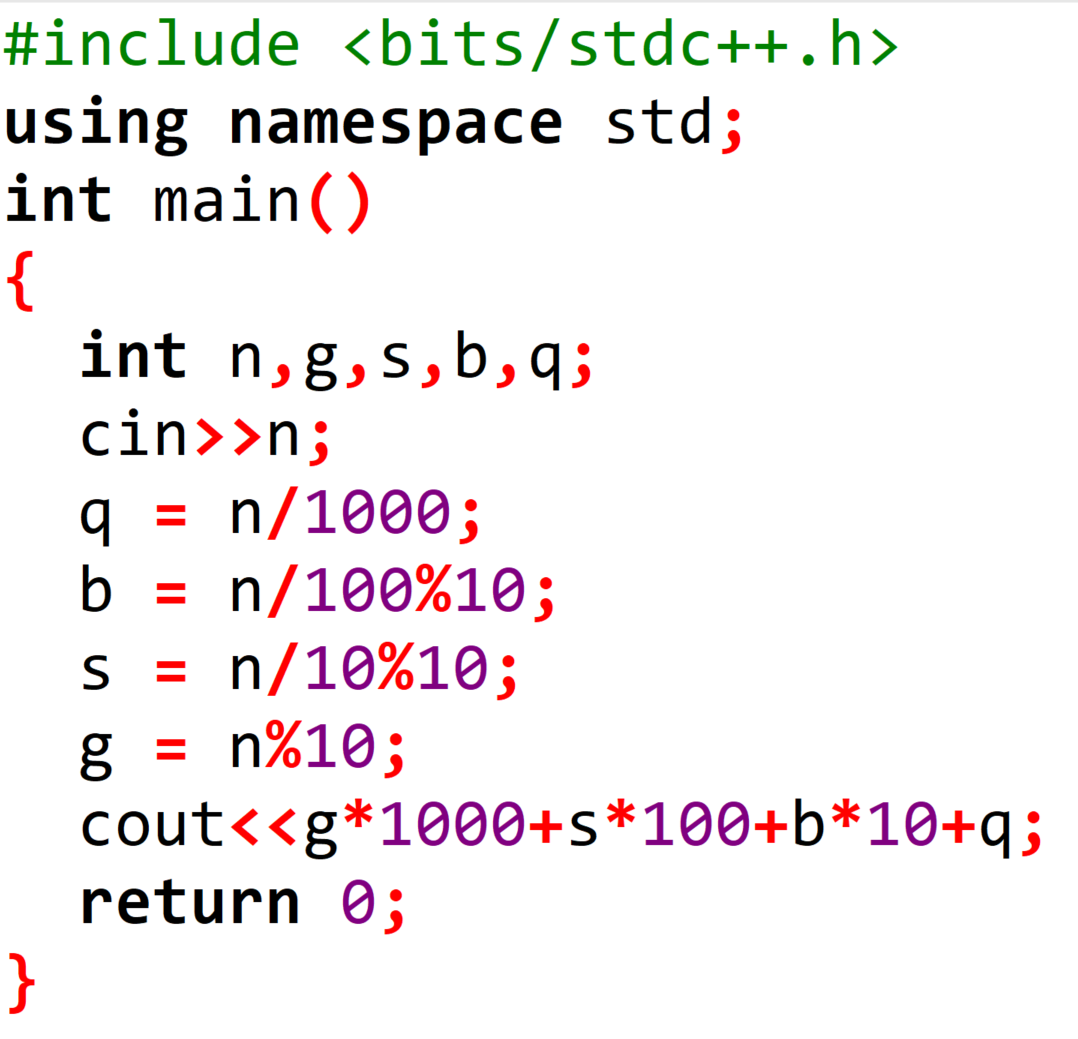 #include <bits/stdc++.h>
using namespace std;
int main()
{
  int n,g,s,b,q;
  cin>>n;
  q = n/1000;
  b = n/100%10;
  s = n/10%10;
  g = n%10;
  cout<<g*1000+s*100+b*10+q;
  return 0;
}